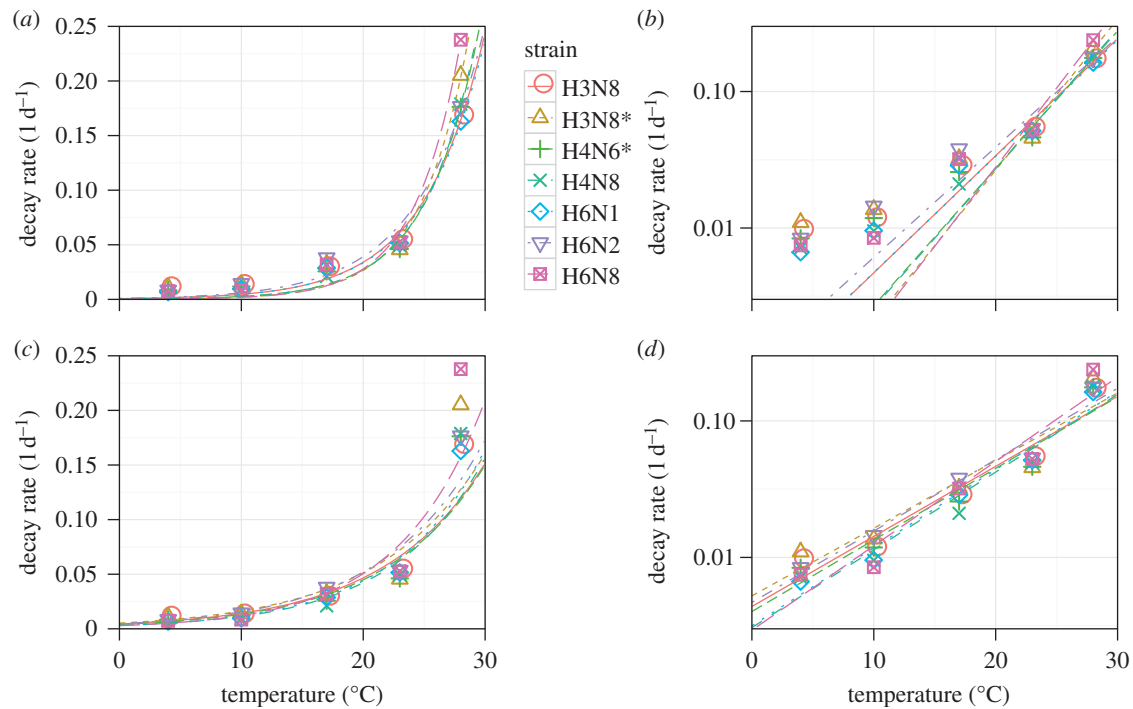 (a)
0.25
0.20
0.15
0.10
0.05
0
decay rate (1 d⁻¹)
strain
H3N8
H3N8*
H4N6*
H4N8
H6N1
H6N2
H6N8
(b)
0.10
0.01
decay rate (1 d⁻¹)
(c)
0.25
0.20
0.15
0.10
0.05
0
decay rate (1 d⁻¹)
0 10 20 30
temperature (°C)
(d)
0.10
0.01
decay rate (1 d⁻¹)
0 10 20 30
temperature (°C)